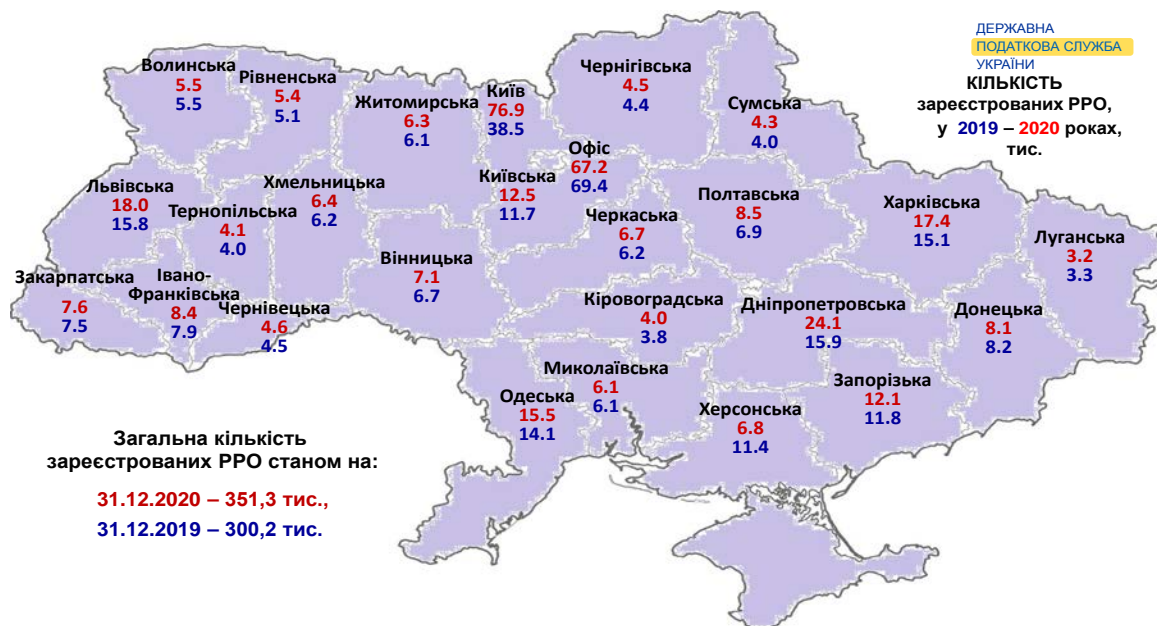 ДЕРЖАВНА
ПОДАТКОВА СЛУЖБА
УКРАЇНИ
КІЛЬКІСТЬ
зареєстрованих РРО,
у 2019 – 2020 роках,
тис.
Волинська
5.5
5.5
Рівненська
5.4
5.1
Житомирська
6.3
6.1
Київ
76.9
38.5
Чернігівська
4.5
4.4
Сумська
4.3
4.0
Офіс
67.2
69.4
Київська
12.5
11.7
Львівська
18.0
15.8
Тернопільська
4.1
4.0
Хмельницька
6.4
6.2
Черкаська
6.7
6.2
Полтавська
8.5
6.9
Харківська
17.4
15.1
Луганська
3.2
3.3
Закарпатська
7.6
7.5
Івано-
Франківська
8.4
7.9
Чернівецька
4.6
4.5
Вінницька
7.1
6.7
Кіровоградська
4.0
3.8
Дніпропетровська
24.1
15.9
Донецька
8.1
8.2
Одеська
15.5
14.1
Миколаївська
6.1
6.1
Херсонська
6.8
11.4
Запорізька
12.1
11.8
Загальна кількість
зареєстрованих РРО станом на:
31.12.2020 – 351,3 тис.,
31.12.2019 – 300,2 тис.